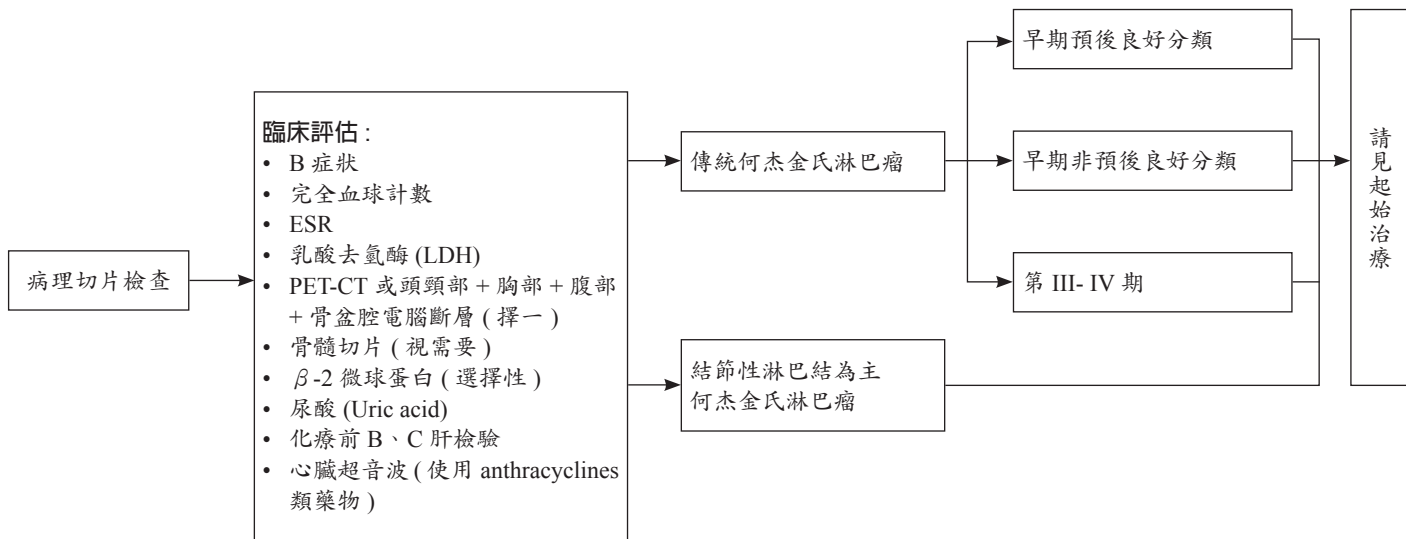 病理切片檢查
臨床評估 :
• B 症狀
• 完全血球計數
• ESR
• 乳酸去氫酶 (LDH)
• PET-CT 或頭頸部 + 胸部 + 腹部
+ 骨盆腔電腦斷層 ( 擇一 )
• 骨髓切片 ( 視需要 )
• β-2 微球蛋白 ( 選擇性 )
• 尿酸 (Uric acid)
• 化療前 B、C 肝檢驗
• 心臟超音波 ( 使用 anthracyclines
類藥物 )
傳統何杰金氏淋巴瘤
結節性淋巴結為主
何杰金氏淋巴瘤
早期預後良好分類
早期非預後良好分類
第 III- IV 期
請見起始治療